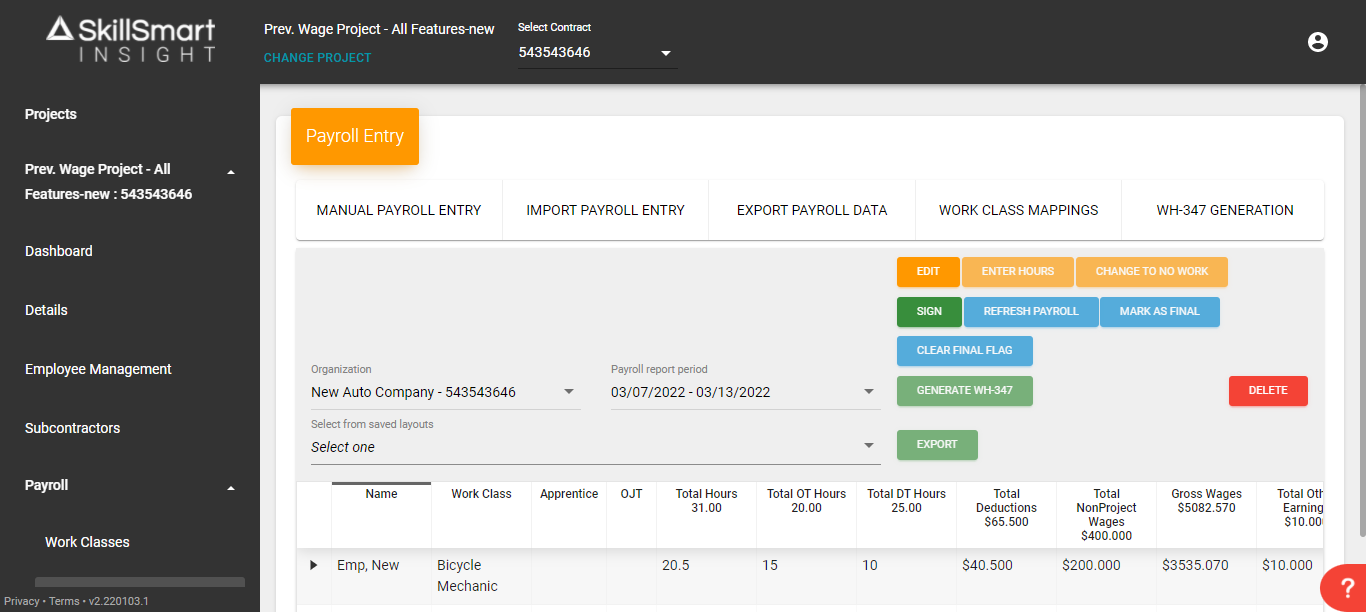 SkillSmart
INSIGHT
Prev. Wage Project - All Features-new
CHANGE PROJECT
Select Contract
543543646
Projects
Prev. Wage Project - All
Features-new : 543543646
Dashboard
Details
Employee Management
Subcontractors
Payroll
Work Classes
Privacy • Terms • v2.220103.1
Payroll Entry
MANUAL PAYROLL ENTRY
IMPORT PAYROLL ENTRY
EXPORT PAYROLL DATA
WORK CLASS MAPPINGS
WH-347 GENERATION
EDIT
ENTER HOURS
CHANGE TO NO WORK
SIGN
REFRESH PAYROLL
MARK AS FINAL
CLEAR FINAL FLAG
Organization
New Auto Company - 543543646
Payroll report period
03/07/2022 - 03/13/2022
GENERATE WH-347
DELETE
Select from saved layouts
Select one
EXPORT
Name
Work Class
Apprentice
OJT
Total Hours
31.00
Total OT Hours
20.00
Total DT Hours
25.00
Total
Deductions
$65.500
Total
NonProject
Wages
$400.000
Gross Wages
$5082.570
Total Oth
Earning
$10.000
Emp, New
Bicycle
Mechanic
20.5
15
10
$40.500
$200.000
$3535.070
$10.000
?